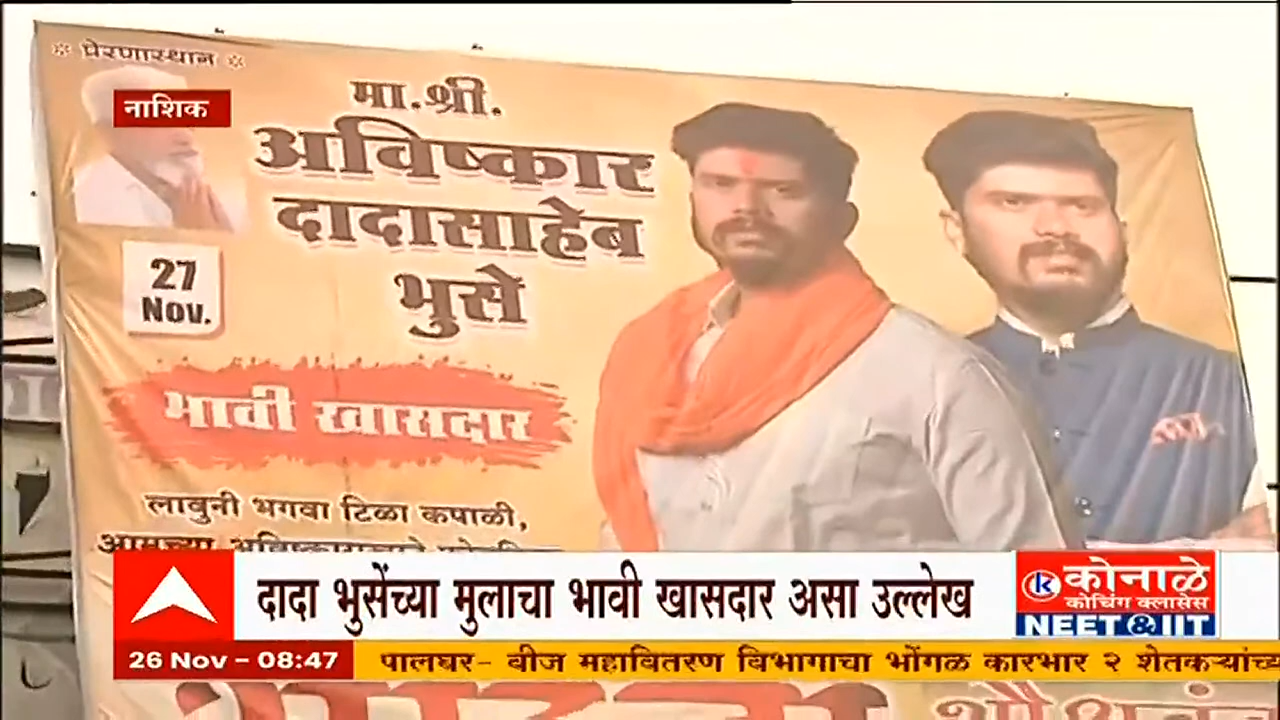 ❊ प्रेरणास्थान ❊
नाशिक
मा.श्री.
अविष्कार
दादासाहेब
भुसे
27
Nov.
भावी खासदार
लावुनी भगवा टिळा कपाळी,
आमच्या
दादा भुसेंच्या मुलाचा भावी खासदार असा उल्लेख
k कोनाळे
कोचिंग क्लासेस
NEET & IIT
26 Nov – 08:47
पालघर- वीज महावितरण विभागाचा भोंगळ कारभार २ शेतकऱ्यांच्य